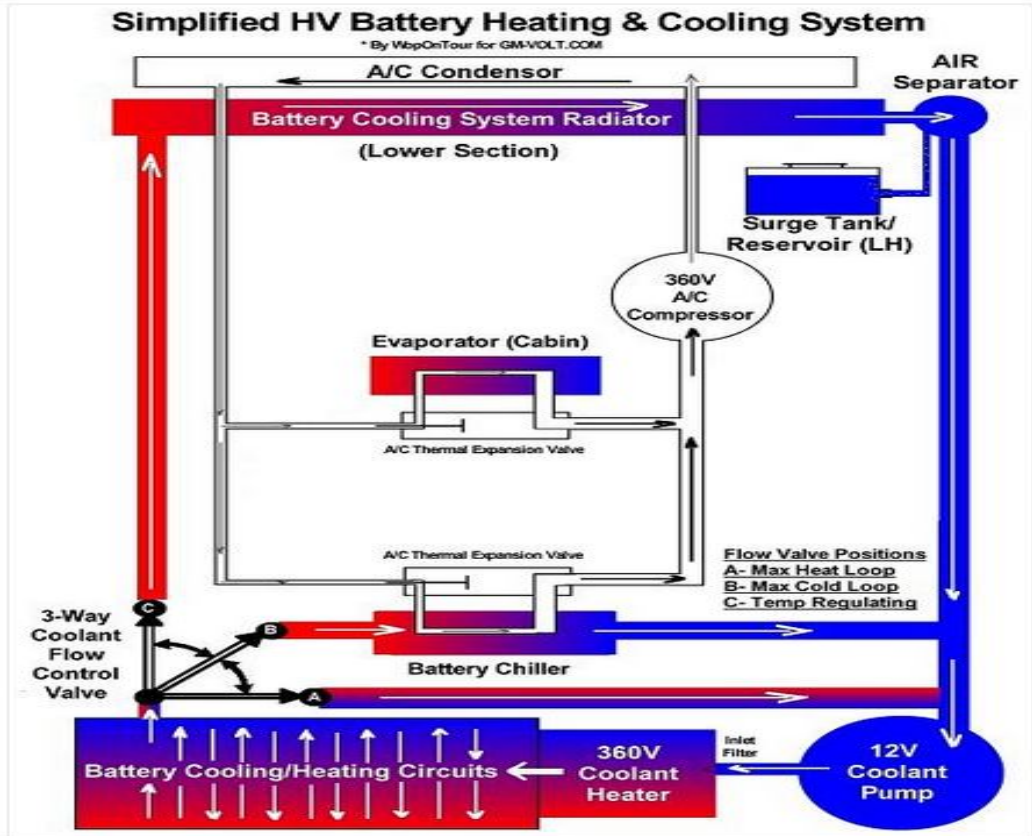 Simplified HV Battery Heating & Cooling System
* By WopOnTour for GM-VOLT.COM
A/C Condensor
AIR
Separator
Battery Cooling System Radiator
(Lower Section)
Surge Tank/
Reservoir (LH)
360V
A/C
Compressor
Evaporator (Cabin)
A/C Thermal Expansion Valve
A/C Thermal Expansion Valve
Flow Valve Positions
A- Max Heat Loop
B- Max Cold Loop
C- Temp Regulating
3-Way
Coolant
Flow
Control
Valve
C
B
A
Battery Chiller
Battery Cooling/Heating Circuits
360V
Coolant
Heater
Inlet
Filter
12V
Coolant
Pump